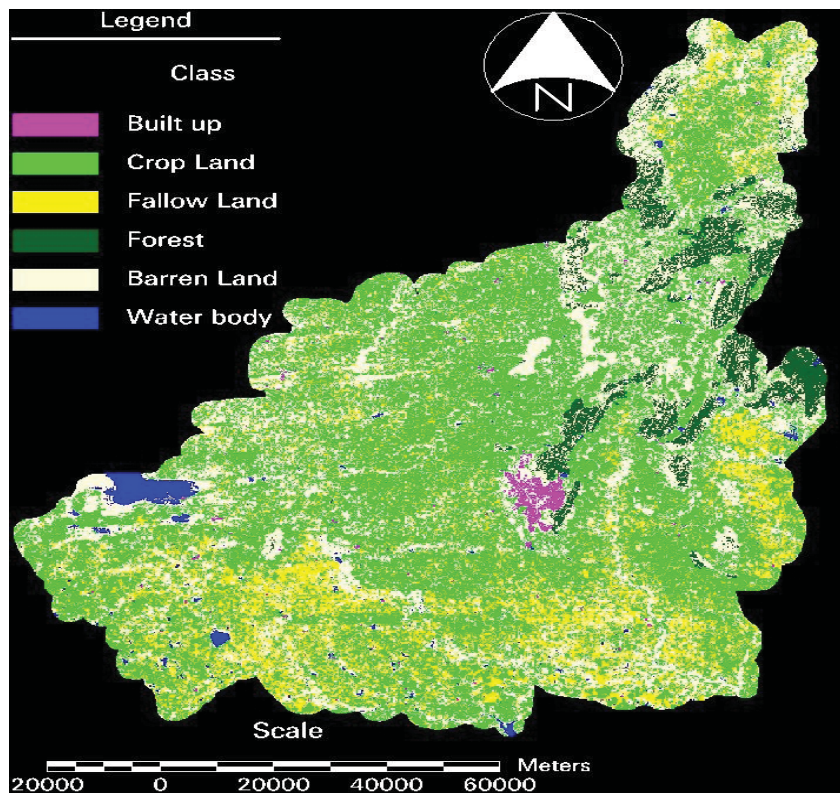 Legend
Class
Built up
Crop Land
Fallow Land
Forest
Barren Land
Water body
N
Scale
Meters
20000 0 20000 40000 60000